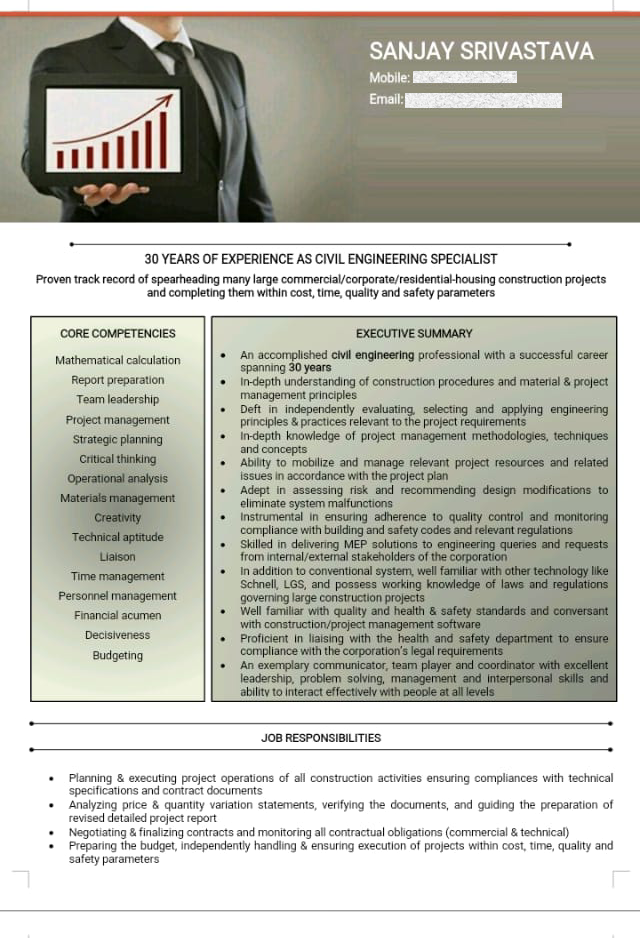 SANJAY SRIVASTAVA
Mobile:
Email:
30 YEARS OF EXPERIENCE AS CIVIL ENGINEERING SPECIALIST
Proven track record of spearheading many large commercial/corporate/residential-housing construction projects
and completing them within cost, time, quality and safety parameters
CORE COMPETENCIES
Mathematical calculation
Report preparation
Team leadership
Project management
Strategic planning
Critical thinking
Operational analysis
Materials management
Creativity
Technical aptitude
Liaison
Time management
Personnel management
Financial acumen
Decisiveness
Budgeting
EXECUTIVE SUMMARY
• An accomplished civil engineering professional with a successful career
spanning 30 years
• In-depth understanding of construction procedures and material & project
management principles
• Deft in independently evaluating, selecting and applying engineering
principles & practices relevant to the project requirements
• In-depth knowledge of project management methodologies, techniques
and concepts
• Ability to mobilize and manage relevant project resources and related
issues in accordance with the project plan
• Adept in assessing risk and recommending design modifications to
eliminate system malfunctions
• Instrumental in ensuring adherence to quality control and monitoring
compliance with building and safety codes and relevant regulations
• Skilled in delivering MEP solutions to engineering queries and requests
from internal/external stakeholders of the corporation
• In addition to conventional system, well familiar with other technology like
Schnell, LGS, and possess working knowledge of laws and regulations
governing large construction projects
• Well familiar with quality and health & safety standards and conversant
with construction/project management software
• Proficient in liaising with the health and safety department to ensure
compliance with the corporation's legal requirements
• An exemplary communicator, team player and coordinator with excellent
leadership, problem solving, management and interpersonal skills and
ability to interact effectively with people at all levels
JOB RESPONSIBILITIES
• Planning & executing project operations of all construction activities ensuring compliances with technical
specifications and contract documents
• Analyzing price & quantity variation statements, verifying the documents, and guiding the preparation of
revised detailed project report
• Negotiating & finalizing contracts and monitoring all contractual obligations (commercial & technical)
• Preparing the budget, independently handling & ensuring execution of projects within cost, time, quality and
safety parameters